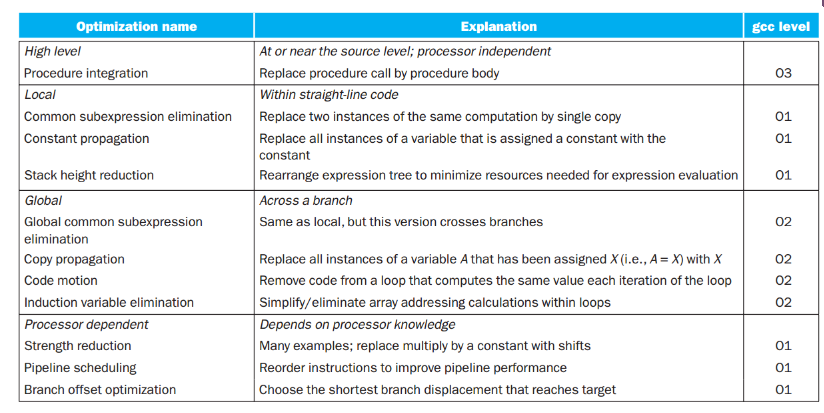 Optimization name Explanation gcc level
High level At or near the source level; processor independent
Procedure integration Replace procedure call by procedure body O3
Local Within straight-line code
Common subexpression elimination Replace two instances of the same computation by single copy O1
Constant propagation Replace all instances of a variable that is assigned a constant with the O1
constant
Stack height reduction Rearrange expression tree to minimize resources needed for expression evaluation O1
Global Across a branch
Global common subexpression Same as local, but this version crosses branches O2
elimination
Copy propagation Replace all instances of a variable A that has been assigned X (i.e., A = X) with X O2
Code motion Remove code from a loop that computes the same value each iteration of the loop O2
Induction variable elimination Simplify/eliminate array addressing calculations within loops O2
Processor dependent Depends on processor knowledge
Strength reduction Many examples; replace multiply by a constant with shifts O1
Pipeline scheduling Reorder instructions to improve pipeline performance O1
Branch offset optimization Choose the shortest branch displacement that reaches target O1